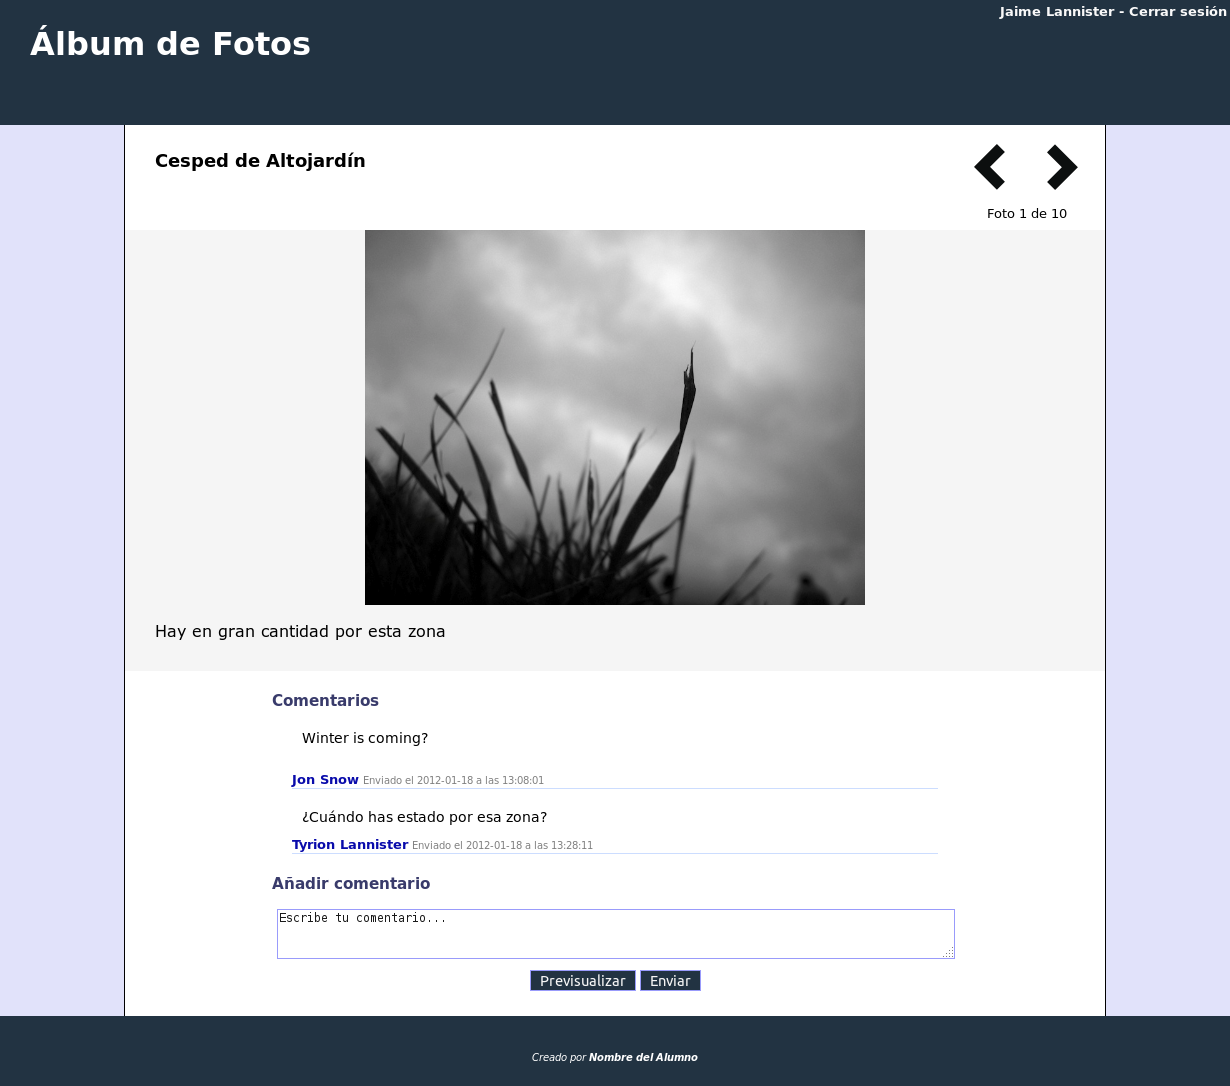 Jaime Lannister - Cerrar sesión
Álbum de Fotos
Cesped de Altojardín
Foto 1 de 10
Hay en gran cantidad por esta zona
Comentarios
Winter is coming?
Jon Snow Enviado el 2012-01-18 a las 13:08:01
¿Cuándo has estado por esa zona?
Tyrion Lannister Enviado el 2012-01-18 a las 13:28:11
Añadir comentario
Escribe tu comentario...
Previsualizar Enviar
Creado por Nombre del Alumno